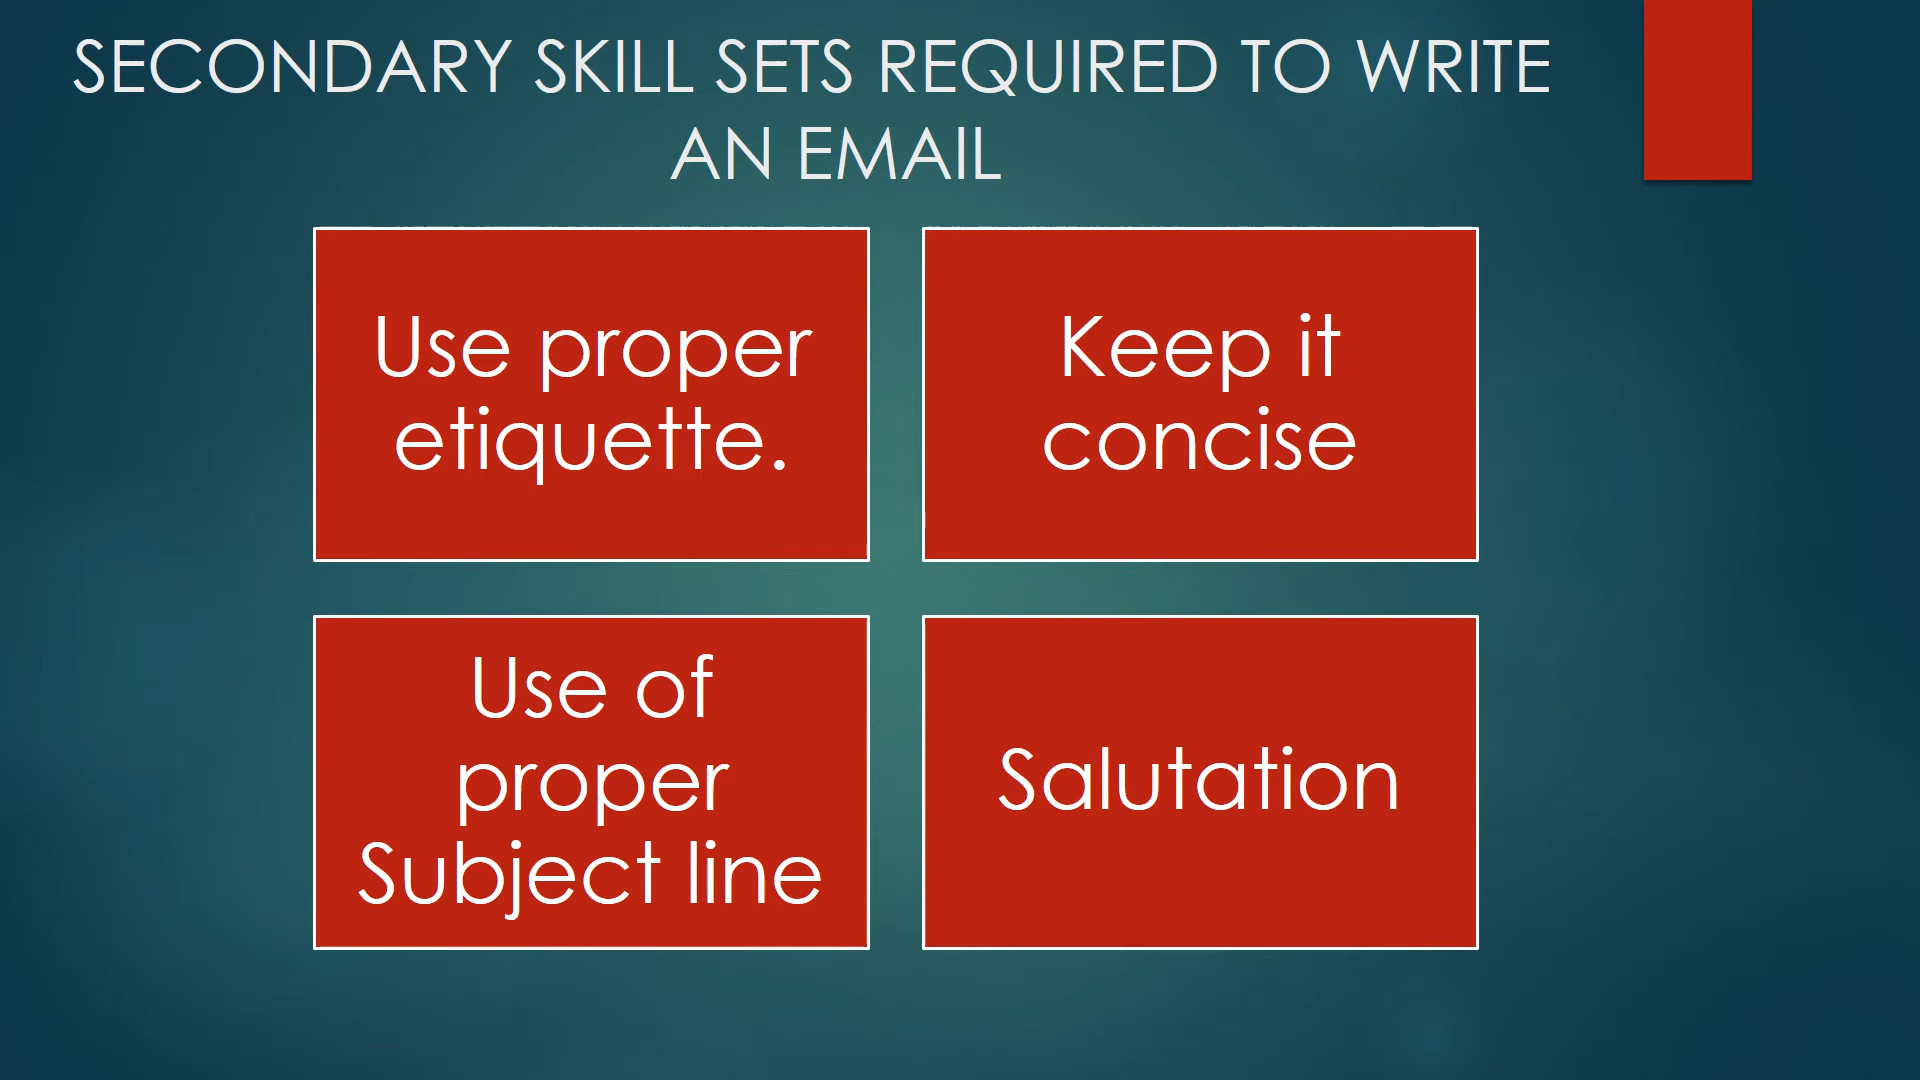 SECONDARY SKILL SETS REQUIRED TO WRITE
AN EMAIL
Use proper
etiquette.
Keep it
concise
Use of
proper
Subject line
Salutation